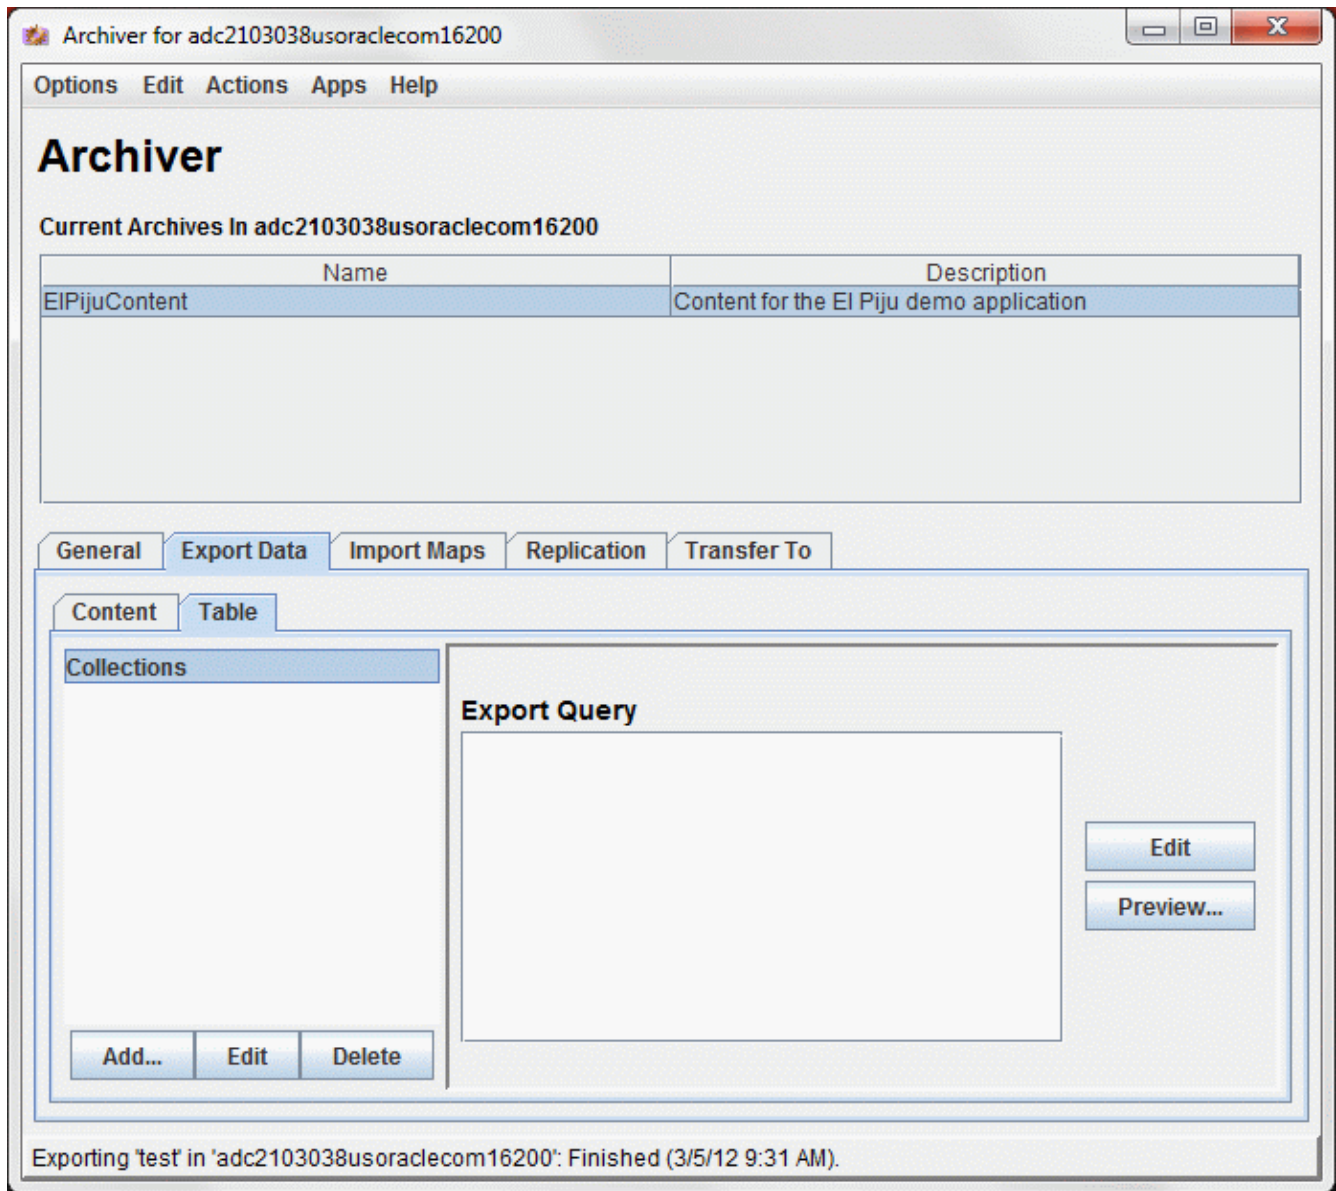 Archiver for adc2103038usoraclecom16200
Options Edit Actions Apps Help
Archiver
Current Archives In adc2103038usoraclecom16200
Name Description
ElPijuContent Content for the El Piju demo application
General Export Data Import Maps Replication Transfer To
Content Table
Collections
Export Query
Edit
Preview...
Add... Edit Delete
Exporting 'test' in 'adc2103038usoraclecom16200': Finished (3/5/12 9:31 AM).